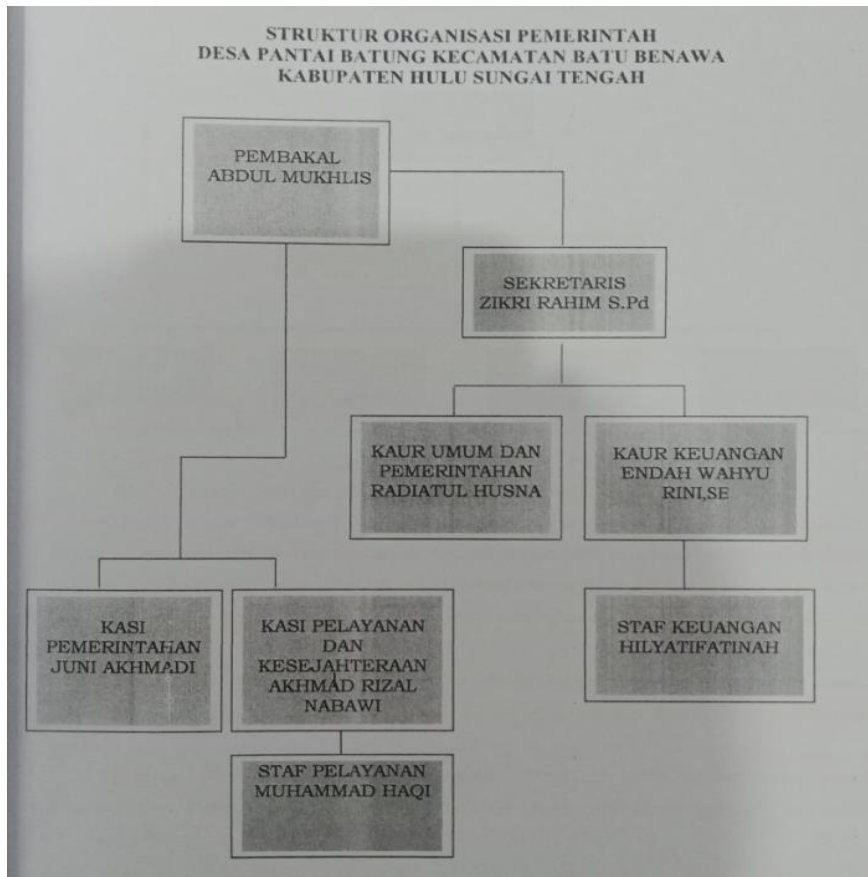 STRUKTUR ORGANISASI PEMERINTAH
DESA PANTAI BATUNG KECAMATAN BATU BENAWA
KABUPATEN HULU SUNGAI TENGAH
PEMBAKAL
ABDUL MUKHLIS
SEKRETARIS
ZIKRI RAHIM S.Pd
KAUR UMUM DAN
PEMERINTAHAN
RADIATUL HUSNA
KAUR KEUANGAN
ENDAH WAHYU
RINI,SE
KASI
PEMERINTAHAN
JUNI AKHMADI
KASI PELAYANAN
DAN
KESEJAHTERAAN
AKHMAD RIZAL
NABAWI
STAF KEUANGAN
HILYATIFATINAH
STAF PELAYANAN
MUHAMMAD HAQI